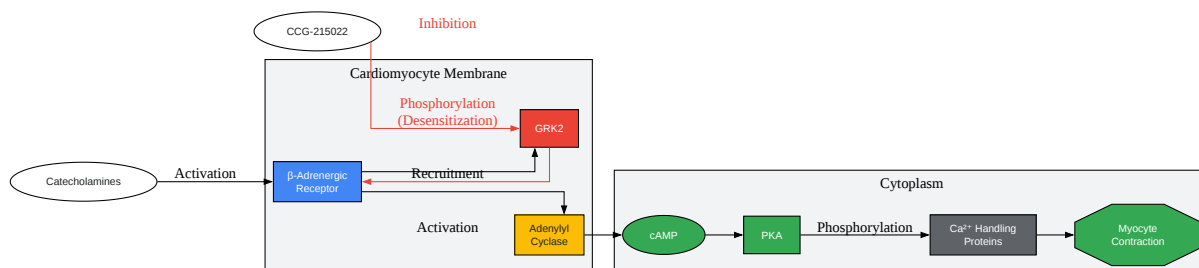 CCG-215022
Inhibition
Cardiomyocyte Membrane
Phosphorylation
(Desensitization)
GRK2
Catecholamines
Activation
β-Adrenergic
Receptor
Recruitment
Activation
Adenylyl
Cyclase
Cytoplasm
cAMP
PKA
Phosphorylation
Ca²⁺ Handling
Proteins
Myocyte
Contraction